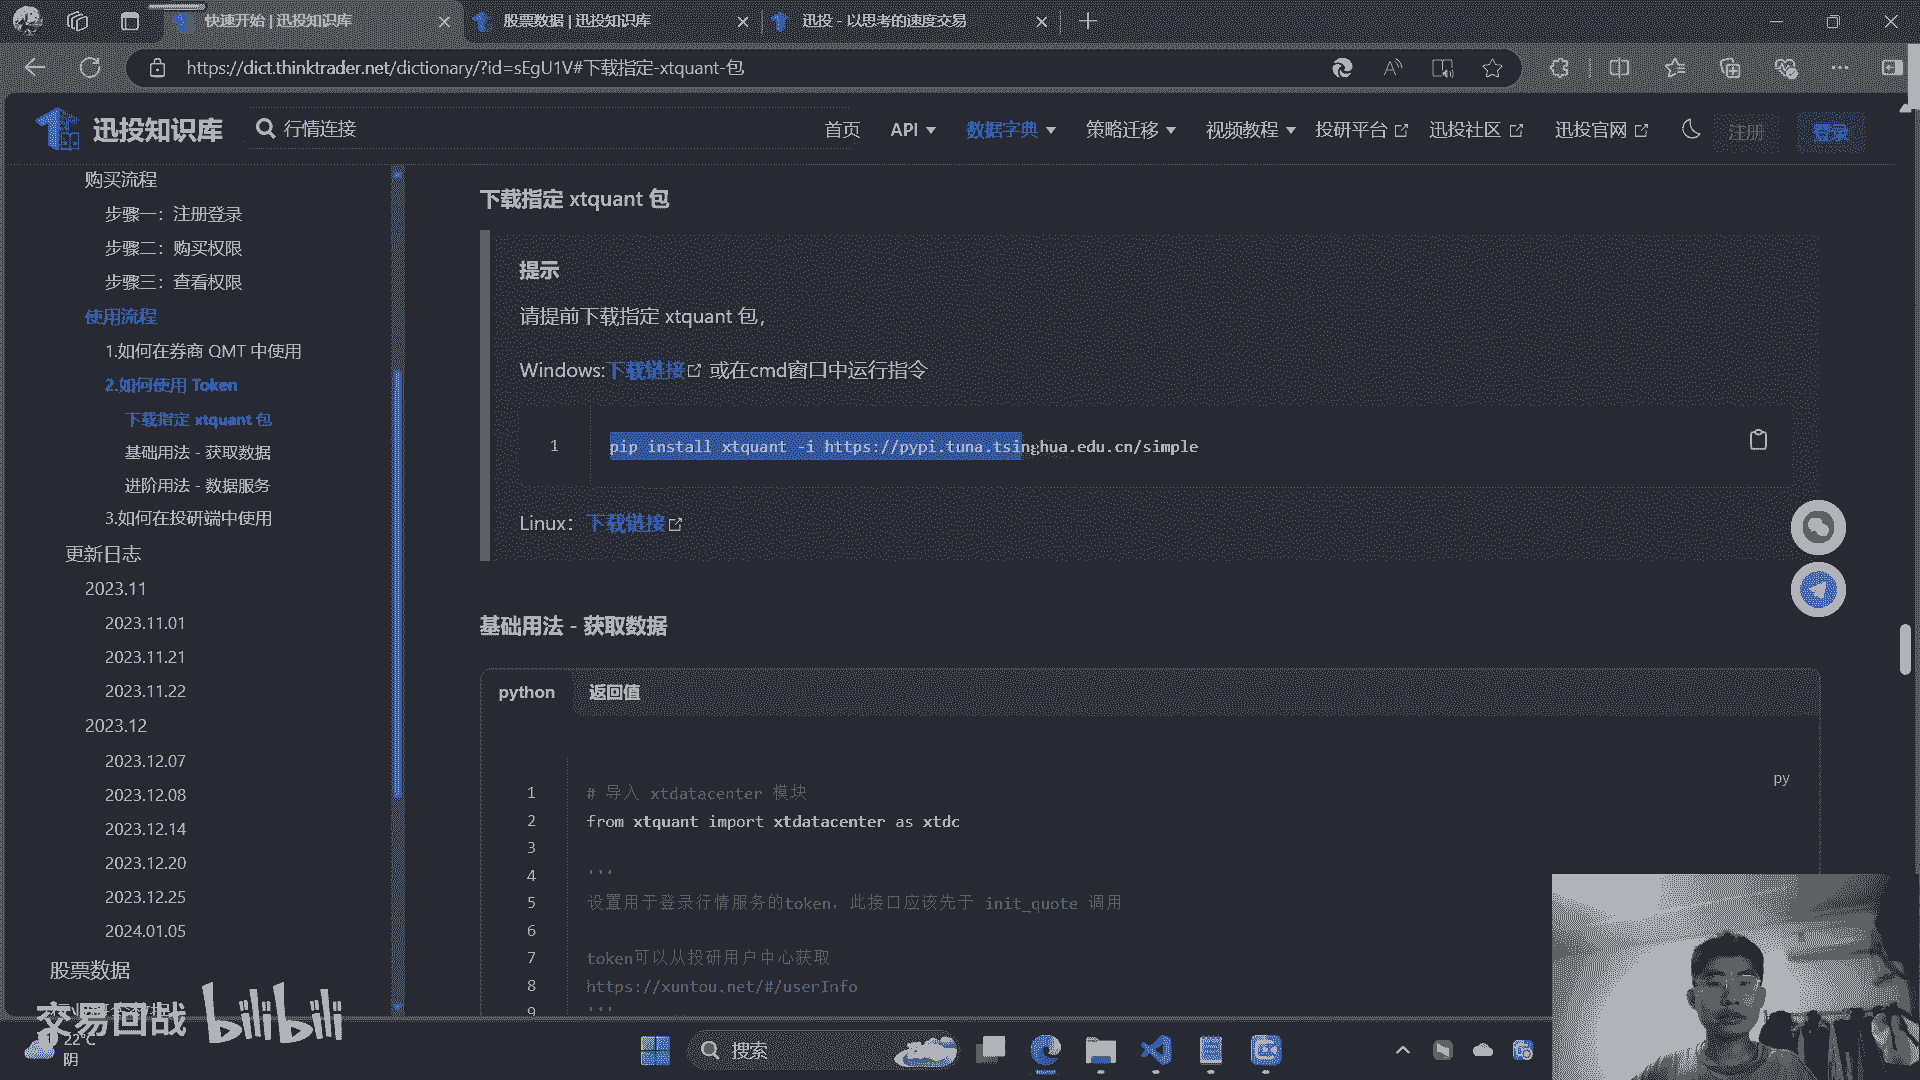 快速开始 | 迅投知识库
股票数据 | 迅投知识库
迅投 - 以思考的速度交易
https://dict.thinktrader.net/dictionary/?id=sEgU1V#下载指定-xtquant-包
迅投知识库
行情连接
首页
API
数据字典
策略迁移
视频教程
投研平台
迅投社区
迅投官网
注册
登录
购买流程
步骤一：注册登录
步骤二：购买权限
步骤三：查看权限
使用流程
1.如何在券商 QMT 中使用
2.如何使用 Token
下载指定 xtquant 包
基础用法 - 获取数据
进阶用法 - 数据服务
3.如何在投研端中使用
更新日志
2023.11
2023.11.01
2023.11.21
2023.11.22
2023.12
2023.12.07
2023.12.08
2023.12.14
2023.12.20
2023.12.25
2024.01.05
股票数据
下载指定 xtquant 包
提示
请提前下载指定 xtquant 包，
Windows:下载链接 或在cmd窗口中运行指令
1 pip install xtquant -i https://pypi.tuna.tsinghua.edu.cn/simple
Linux：下载链接
基础用法 - 获取数据
python 返回值
py
1 # 导入 xtdatacenter 模块
2 from xtquant import xtdatacenter as xtdc
3
4 '''
5 设置用于登录行情服务的token，此接口应该先于 init_quote 调用
6
7 token可以从投研用户中心获取
8 https://xuntou.net/#/userInfo
9 '''
交易回战 bilibili
22°C
阴
搜索